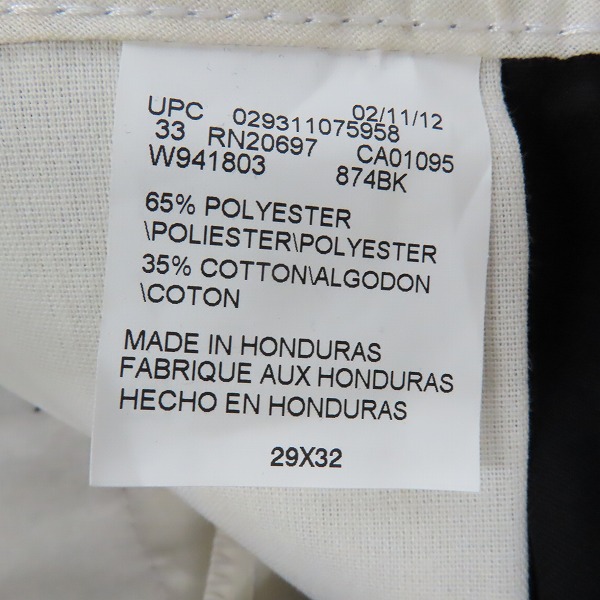 UPC 029311075958 02/11/12
33 RN20697 CA01095
W941803 874BK
65% POLYESTER
\POLIESTER\POLYESTER
35% COTTON\ALGODON
\COTON
MADE IN HONDURAS
FABRIQUE AUX HONDURAS
HECHO EN HONDURAS
29X32